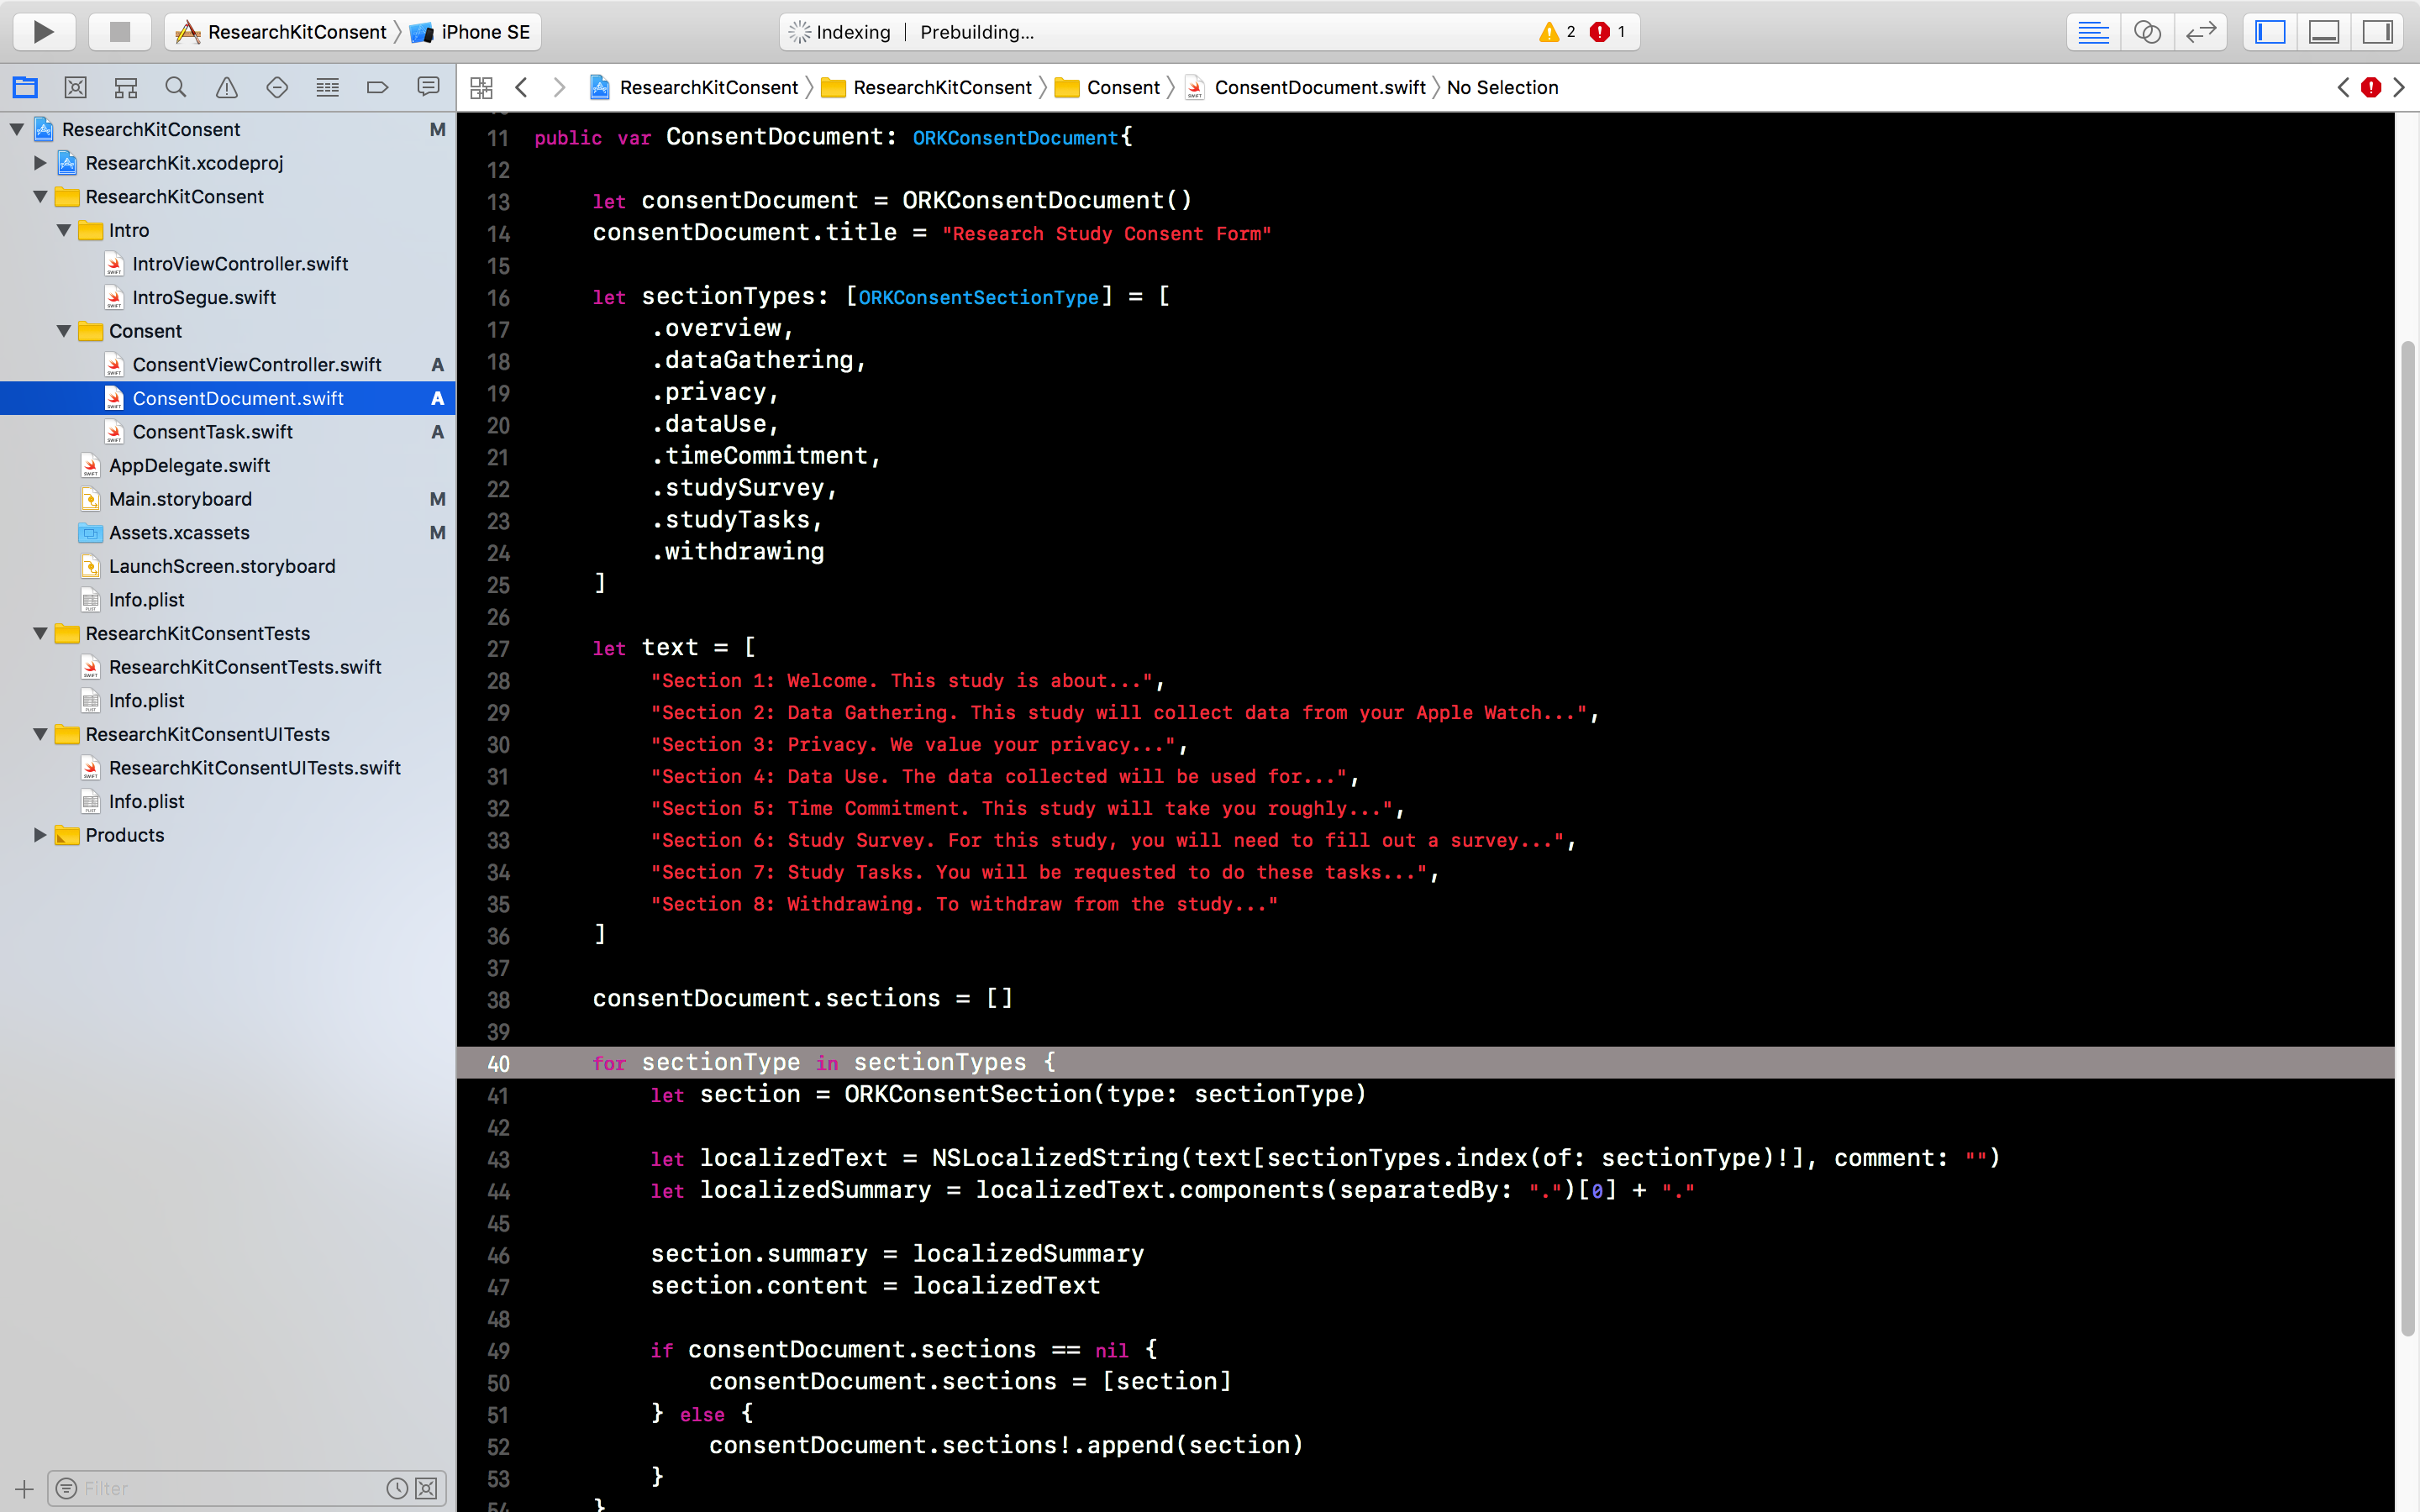 ResearchKitConsent iPhone SE
Indexing | Prebuilding...
2 1
ResearchKitConsent M
ResearchKit.xcodeproj
ResearchKitConsent
Intro
IntroViewController.swift
IntroSegue.swift
Consent
ConsentViewController.swift A
ConsentDocument.swift A
ConsentTask.swift A
AppDelegate.swift
Main.storyboard M
Assets.xcassets M
LaunchScreen.storyboard
Info.plist
ResearchKitConsentTests
ResearchKitConsentTests.swift
Info.plist
ResearchKitConsentUITests
ResearchKitConsentUITests.swift
Info.plist
Products
Filter
ResearchKitConsent ResearchKitConsent Consent ConsentDocument.swift No Selection
11 public var ConsentDocument: ORKConsentDocument{
12
13 let consentDocument = ORKConsentDocument()
14 consentDocument.title = "Research Study Consent Form"
15
16 let sectionTypes: [ORKConsentSectionType] = [
17 .overview,
18 .dataGathering,
19 .privacy,
20 .dataUse,
21 .timeCommitment,
22 .studySurvey,
23 .studyTasks,
24 .withdrawing
25 ]
26
27 let text = [
28 "Section 1: Welcome. This study is about...",
29 "Section 2: Data Gathering. This study will collect data from your Apple Watch...",
30 "Section 3: Privacy. We value your privacy...",
31 "Section 4: Data Use. The data collected will be used for...",
32 "Section 5: Time Commitment. This study will take you roughly...",
33 "Section 6: Study Survey. For this study, you will need to fill out a survey...",
34 "Section 7: Study Tasks. You will be requested to do these tasks...",
35 "Section 8: Withdrawing. To withdraw from the study..."
36 ]
37
38 consentDocument.sections = []
39
40 for sectionType in sectionTypes {
41 let section = ORKConsentSection(type: sectionType)
42
43 let localizedText = NSLocalizedString(text[sectionTypes.index(of: sectionType)!], comment: "")
44 let localizedSummary = localizedText.components(separatedBy: ".")[0] + "."
45
46 section.summary = localizedSummary
47 section.content = localizedText
48
49 if consentDocument.sections == nil {
50 consentDocument.sections = [section]
51 } else {
52 consentDocument.sections!.append(section)
53 }
54 }